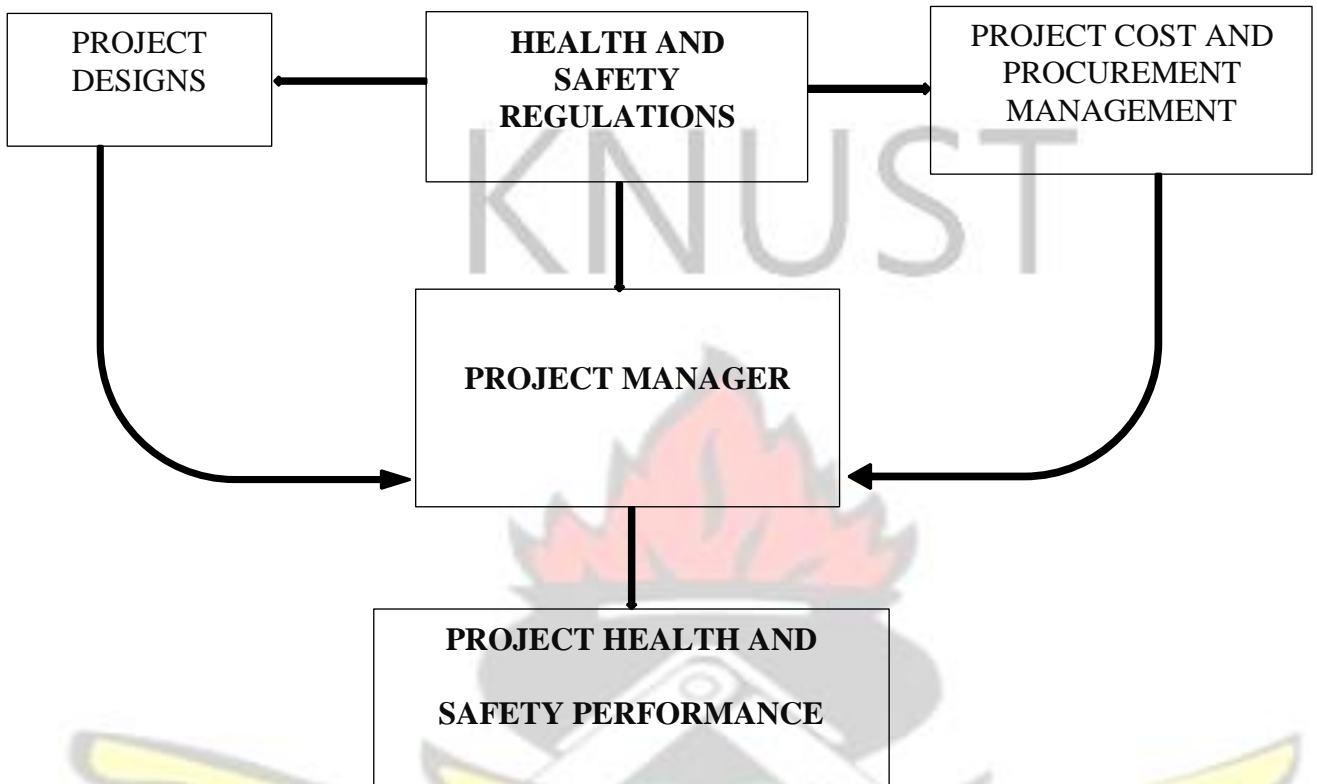 PROJECT
DESIGNS
HEALTH AND
SAFETY
REGULATIONS
PROJECT COST AND
PROCUREMENT
MANAGEMENT
KNUST
PROJECT MANAGER
PROJECT HEALTH AND
SAFETY PERFORMANCE